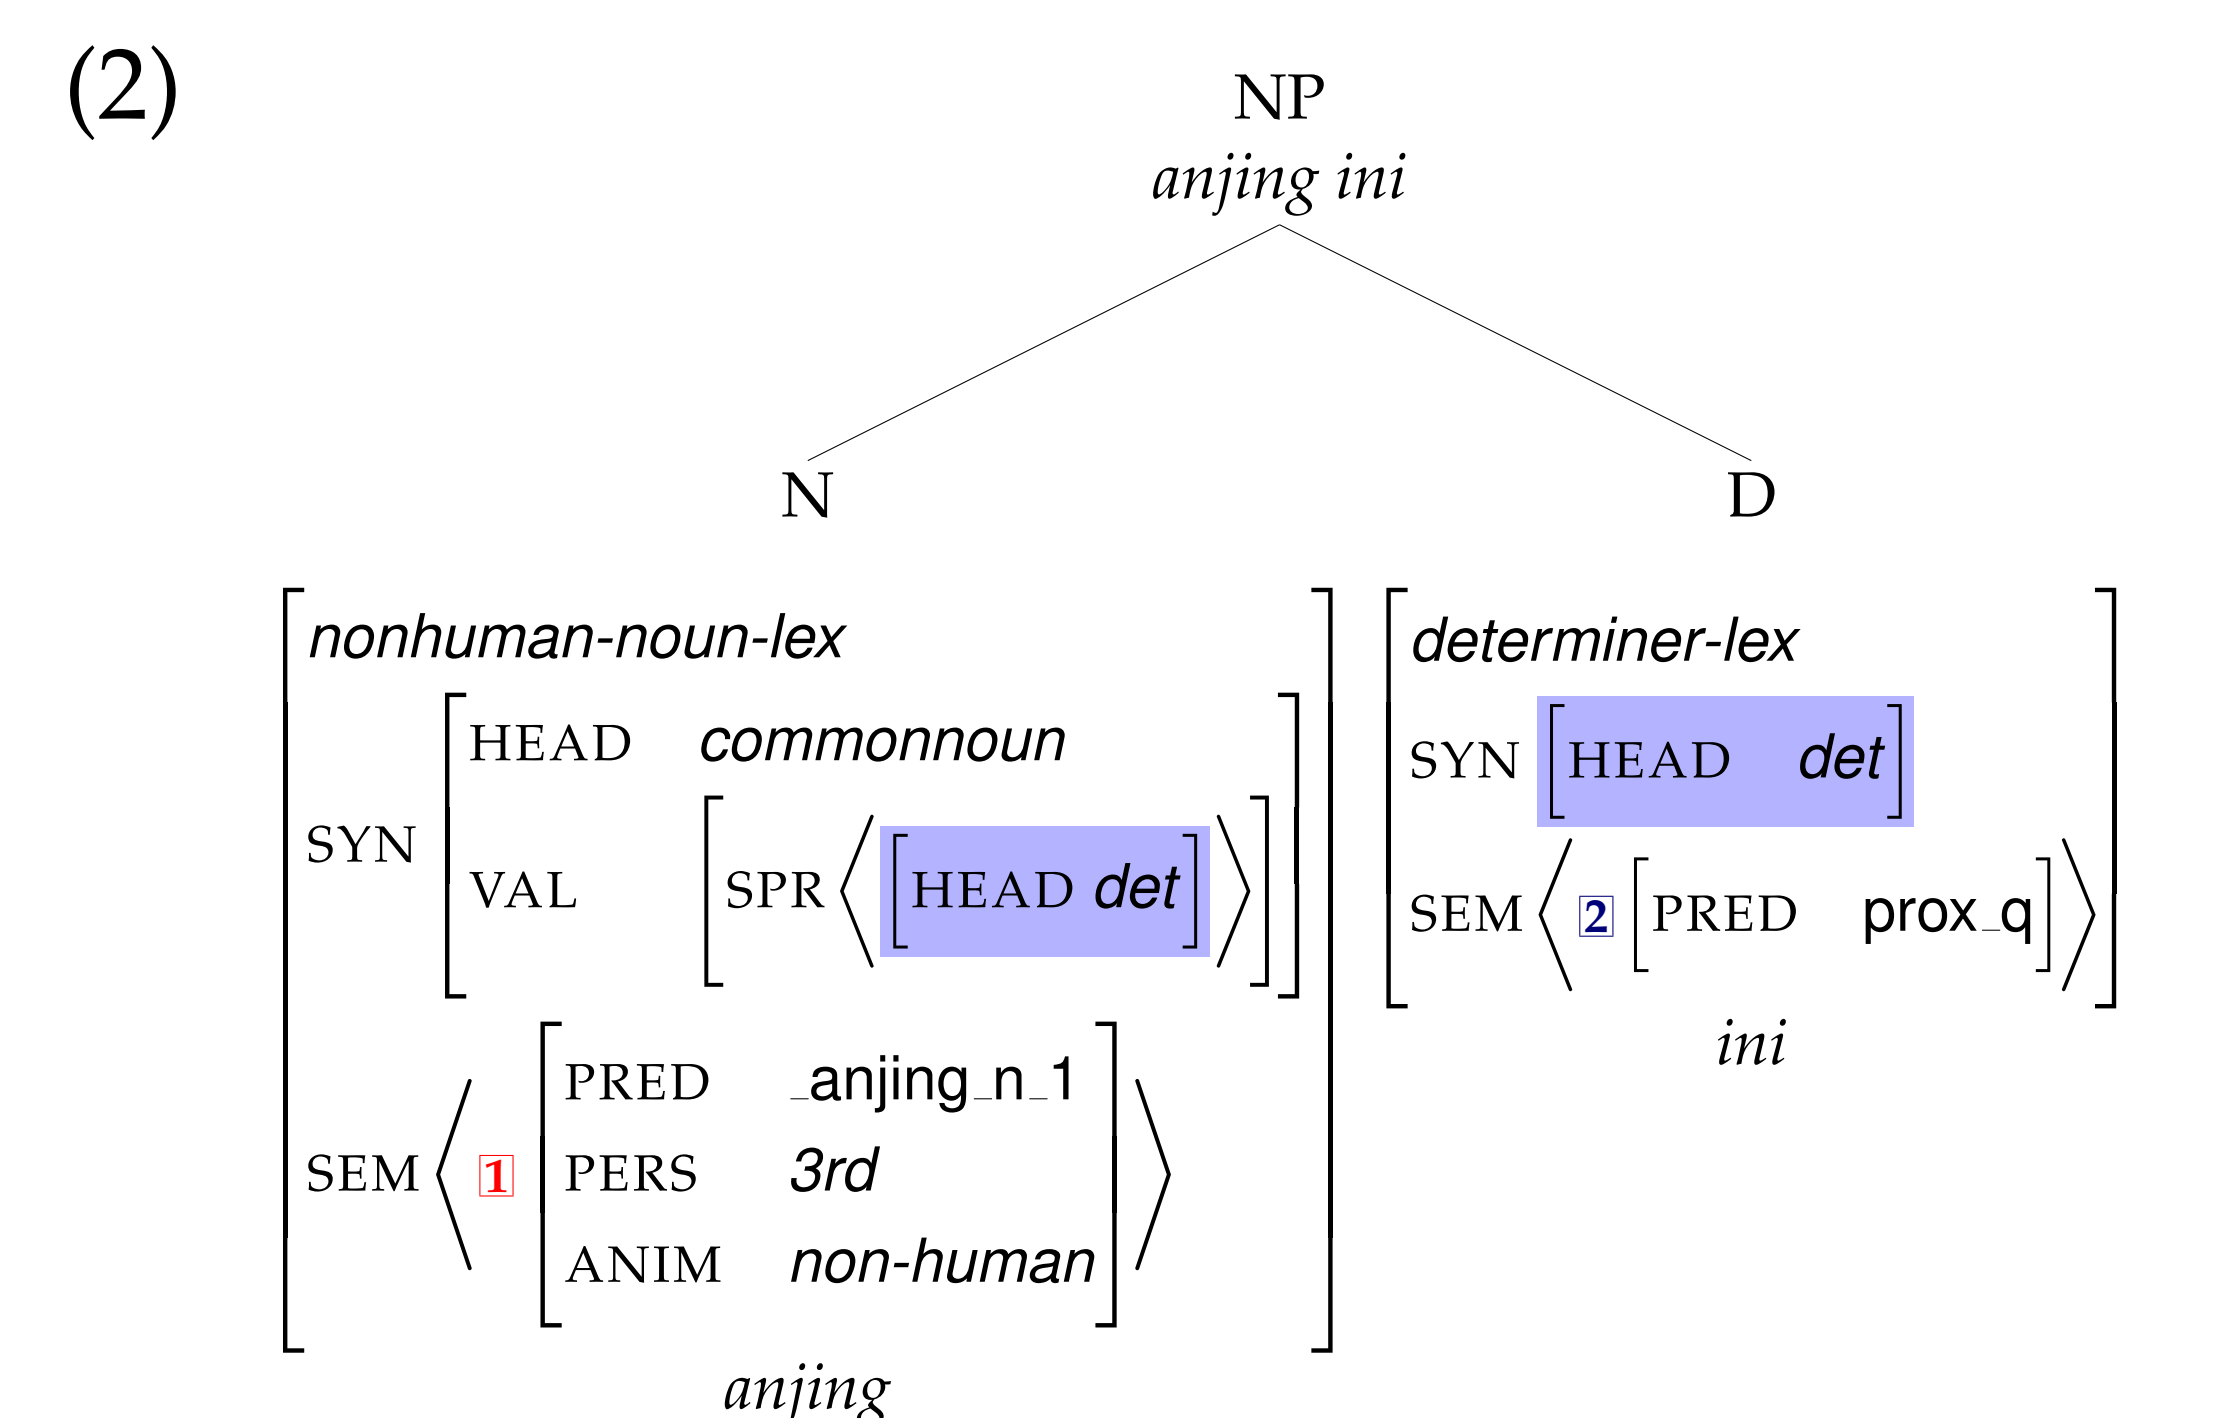 (2)
NP
anjing ini
N D
nonhuman-noun-lex
SYN
HEAD commonnoun
VAL
SPR ⟨ [HEAD det] ⟩
SEM ⟨ 1
PRED _anjing_n_1
PERS 3rd
ANIM non-human
⟩
anjing
determiner-lex
SYN [HEAD det]
SEM ⟨ 2 [PRED prox_q] ⟩
ini